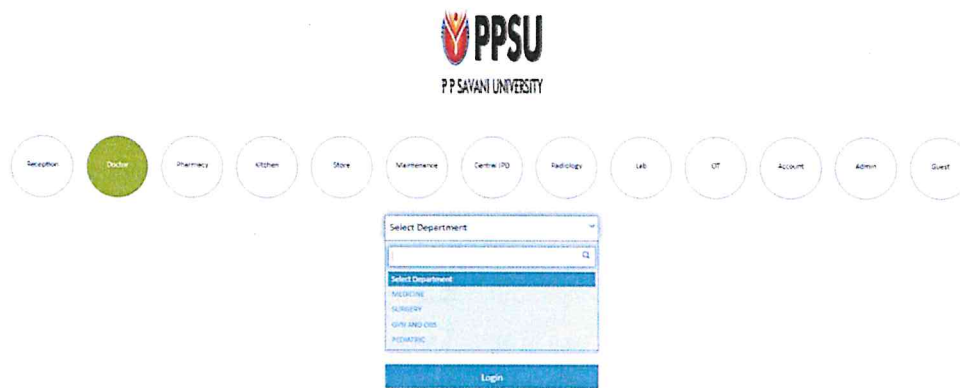 PPSU
P P SAVANI UNIVERSITY
Reception
Doctor
Pharmacy
Kitchen
Store
Maintenance
Central IPD
Radiology
Lab
OT
Account
Admin
Guest
Select Department
Select Department
MEDICINE
SURGERY
GYN AND OBS
PEDIATRIC
Login